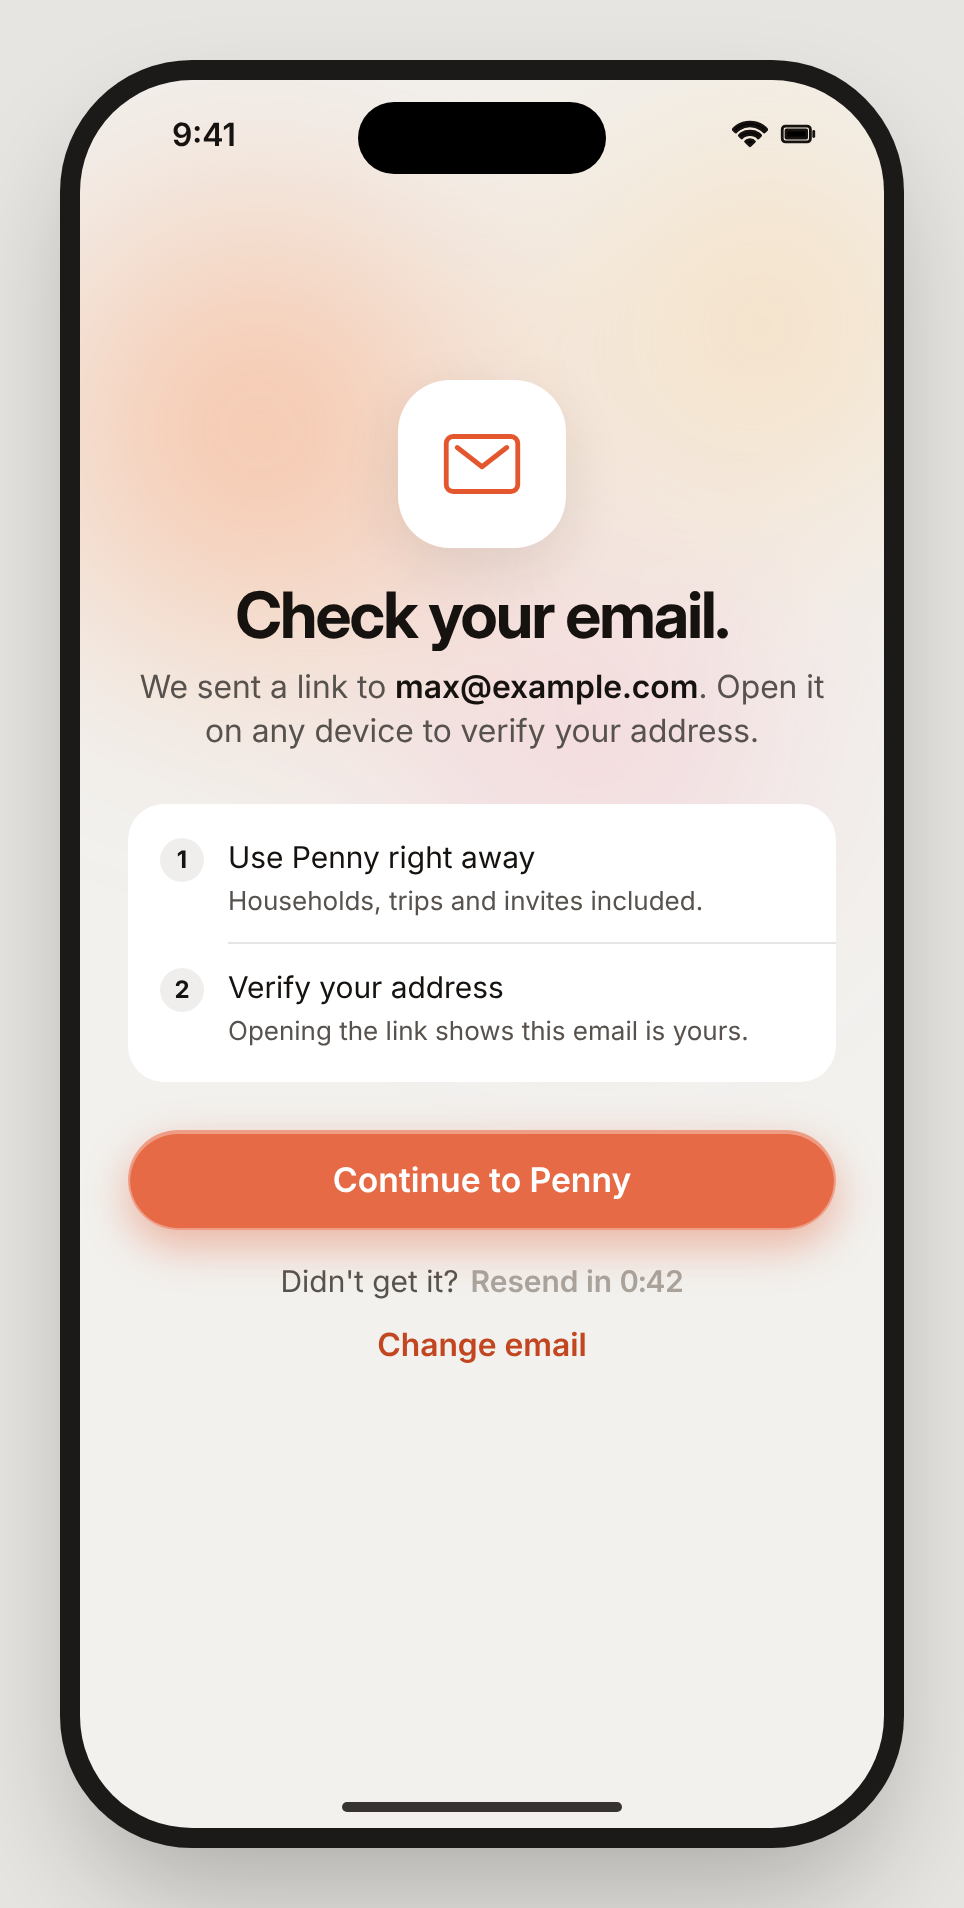 9:41
Check your email.
We sent a link to max@example.com. Open it
on any device to verify your address.
1 Use Penny right away
Households, trips and invites included.
2 Verify your address
Opening the link shows this email is yours.
Continue to Penny
Didn't get it? Resend in 0:42
Change email